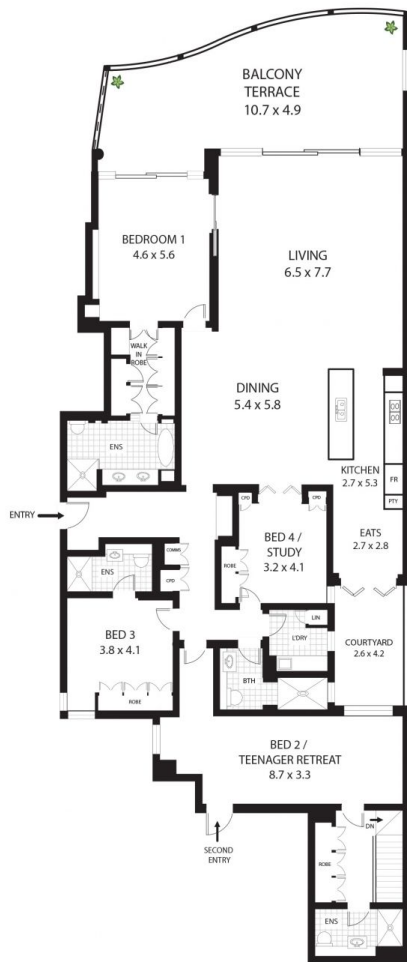 BALCONY
TERRACE
10.7 x 4.9
BEDROOM 1
4.6 x 5.6
LIVING
6.5 x 7.7
WALK
IN
ROBE
DINING
5.4 x 5.8
ENS
KITCHEN
2.7 x 5.3
FR
PTY
ENTRY
CPD
CPD
BED 4 /
STUDY
3.2 x 4.1
ROBE
EATS
2.7 x 2.8
COMMS
CPD
ENS
BED 3
3.8 x 4.1
ROBE
LIN
L'DRY
BTH
COURTYARD
2.6 x 4.2
BED 2 /
TEENAGER RETREAT
8.7 x 3.3
SECOND
ENTRY
DN
ROBE
ENS